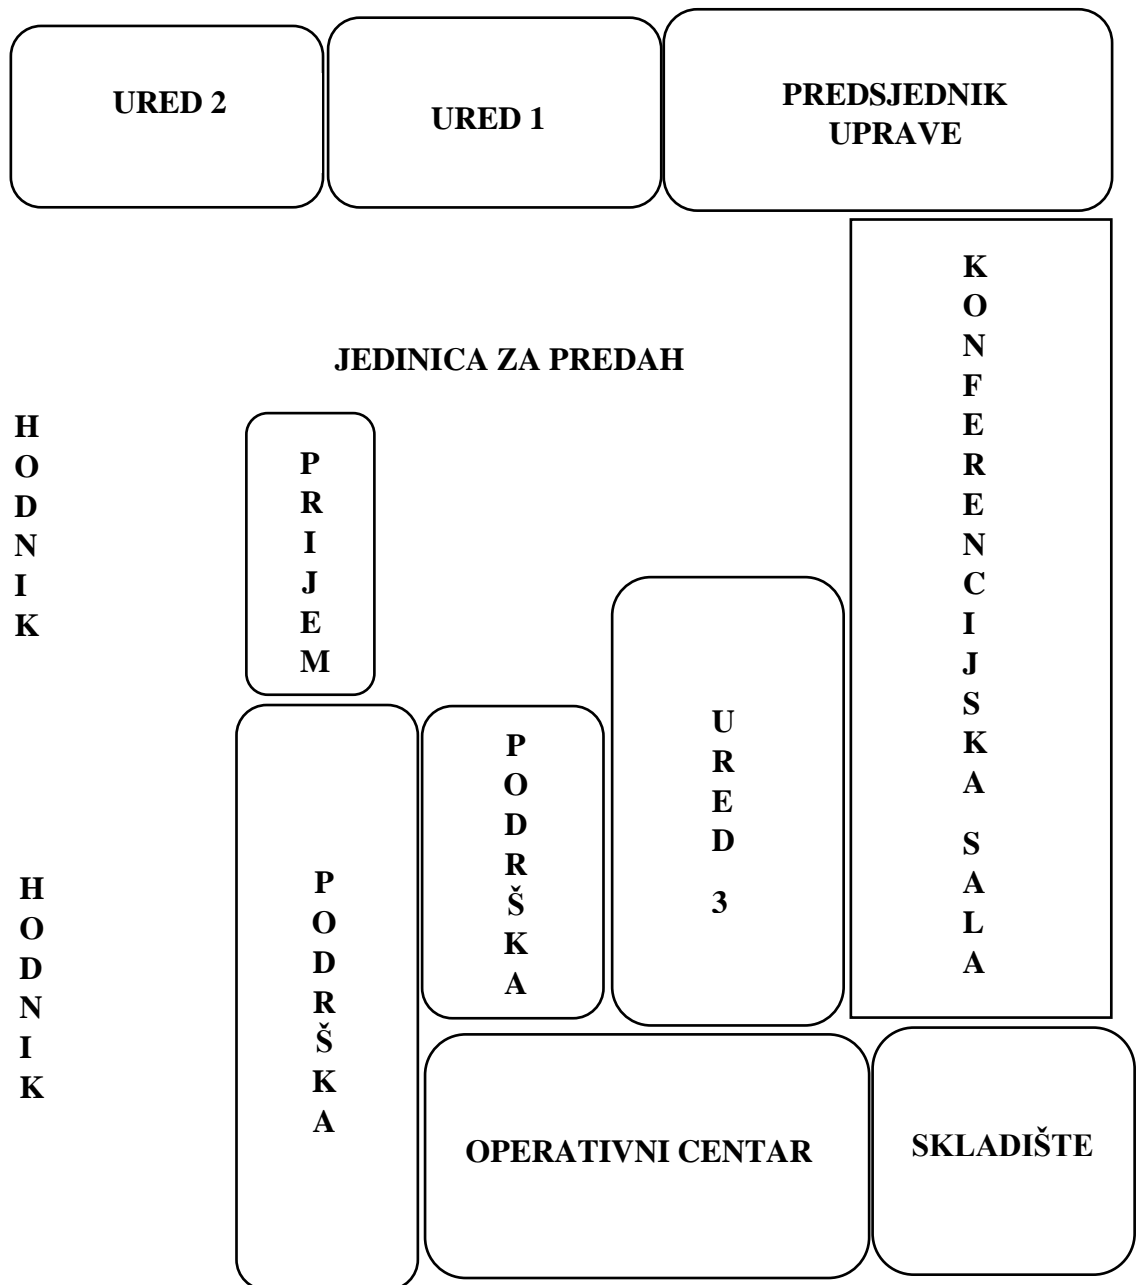 URED 2
URED 1
PREDSJEDNIK
UPRAVE
JEDINICA ZA PREDAH
HODNIK
PRIJEM
KONFERENCIJSKA SALA
HODNIK
PODRŠKA
PODRŠKA
URED 3
OPERATIVNI CENTAR
SKLADIŠTE